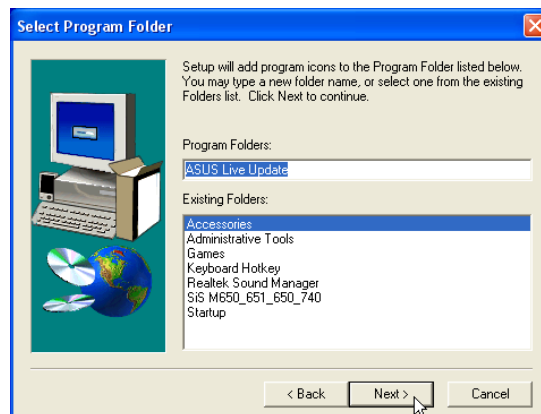 Select Program Folder
Setup will add program icons to the Program Folder listed below.
You may type a new folder name, or select one from the existing
Folders list.  Click Next to continue.
Program Folders:
ASUS Live Update
Existing Folders:
Accessories
Administrative Tools
Games
Keyboard Hotkey
Realtek Sound Manager
SiS M650_651_650_740
Startup
< Back
Next >
Cancel